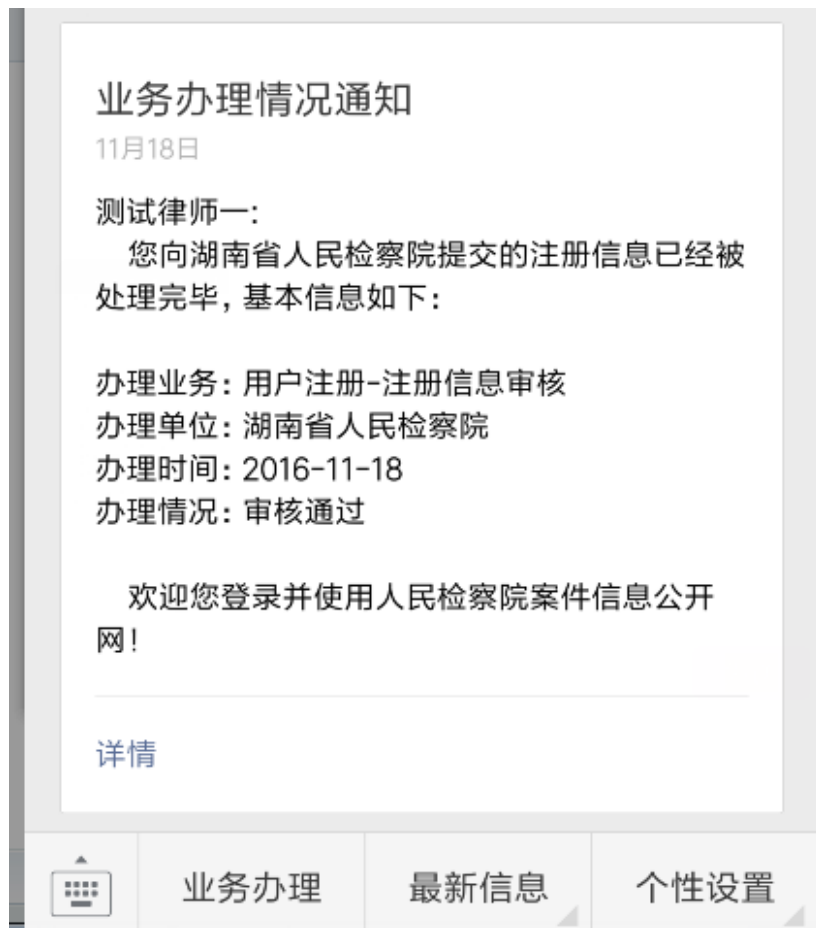 业务办理情况通知
11月18日
测试律师一:
您向湖南省人民检察院提交的注册信息已经被
处理完毕，基本信息如下：
办理业务：用户注册-注册信息审核
办理单位：湖南省人民检察院
办理时间：2016-11-18
办理情况：审核通过
欢迎您登录并使用人民检察院案件信息公开
网！
详情
业务办理
最新信息
个性设置